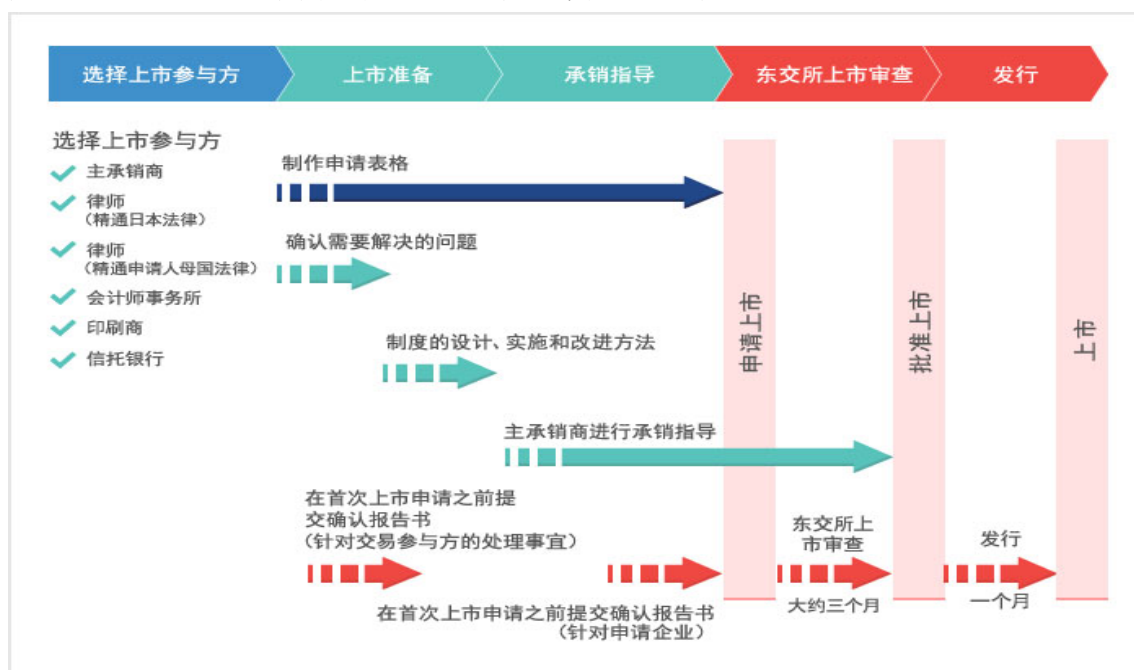 选择上市参与方
上市准备
承销指导
东交所上市审查
发行
选择上市参与方
主承销商
律师
（精通日本法律）
律师
（精通申请人母国法律）
会计师事务所
印刷商
信托银行
制作申请表格
确认需要解决的问题
制度的设计、实施和改进方法
主承销商进行承销指导
在首次上市申请之前提
交确认报告书
（针对交易参与方的处理事宜）
在首次上市申请之前提交确认报告书
（针对申请企业）
申请上市
东交所上
市审查
大约三个月
批准上市
发行
一个月
上市